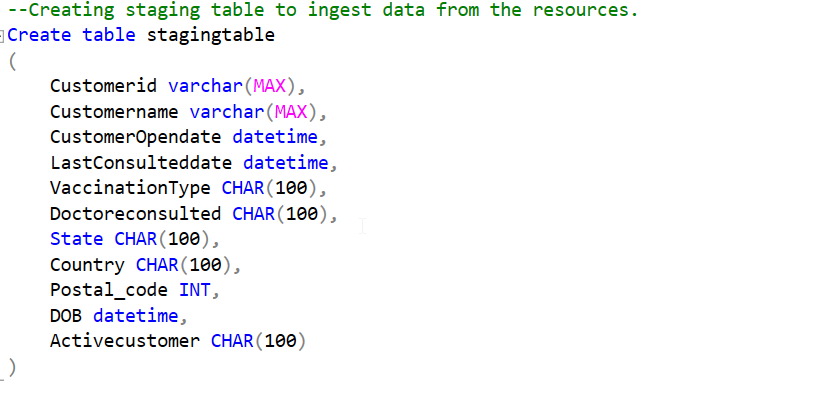 --Creating staging table to ingest data from the resources.
Create table stagingtable
(
Customerid varchar(MAX),
Customername varchar(MAX),
CustomerOpendate datetime,
LastConsulteddate datetime,
VaccinationType CHAR(100),
Doctoreconsulted CHAR(100),
State CHAR(100),
Country CHAR(100),
Postal_code INT,
DOB datetime,
Activecustomer CHAR(100)
)